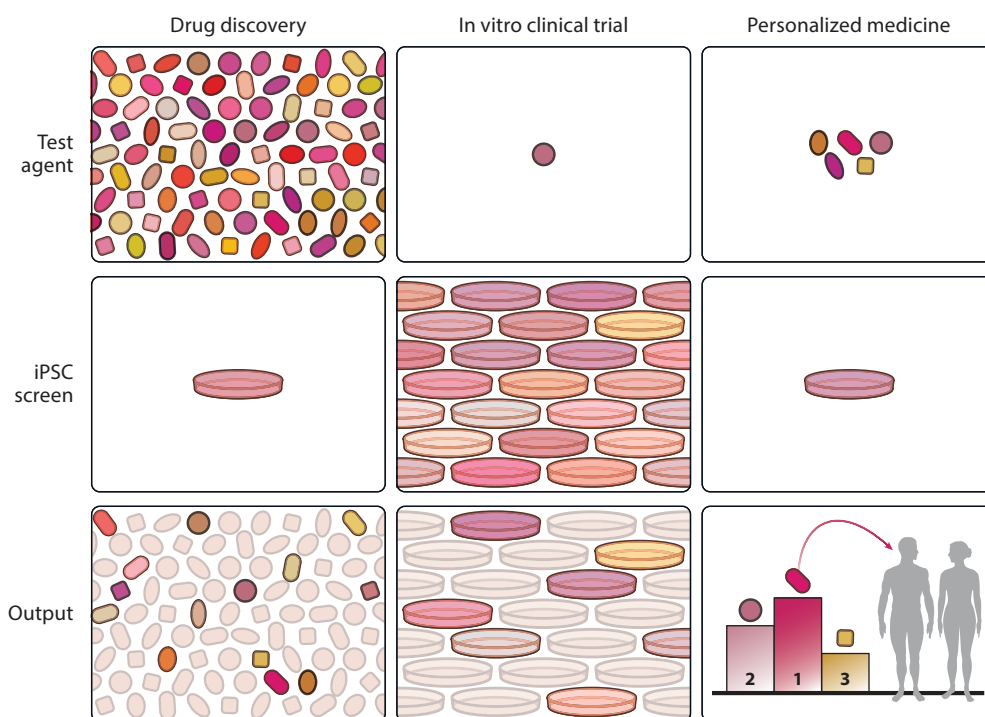 Drug discovery
In vitro clinical trial
Personalized medicine
Test
agent
iPSC
screen
Output
2
1
3